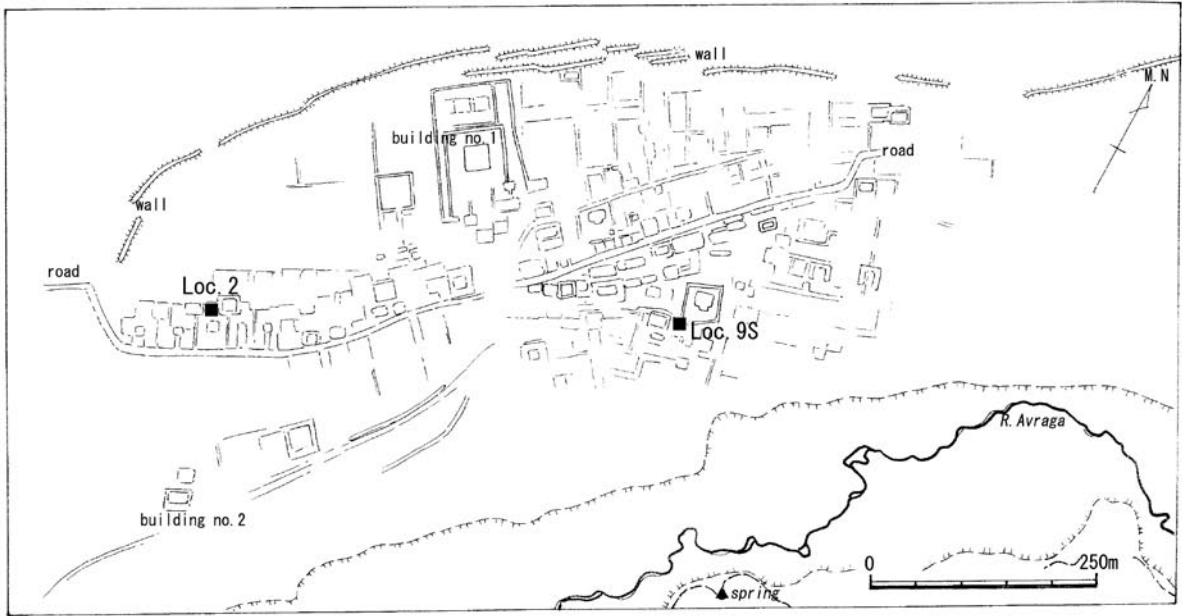 wall
M.N
building no.1
road
wall
road
Loc. 2
Loc. 9S
R. Avraga
building no.2
0 250m
spring